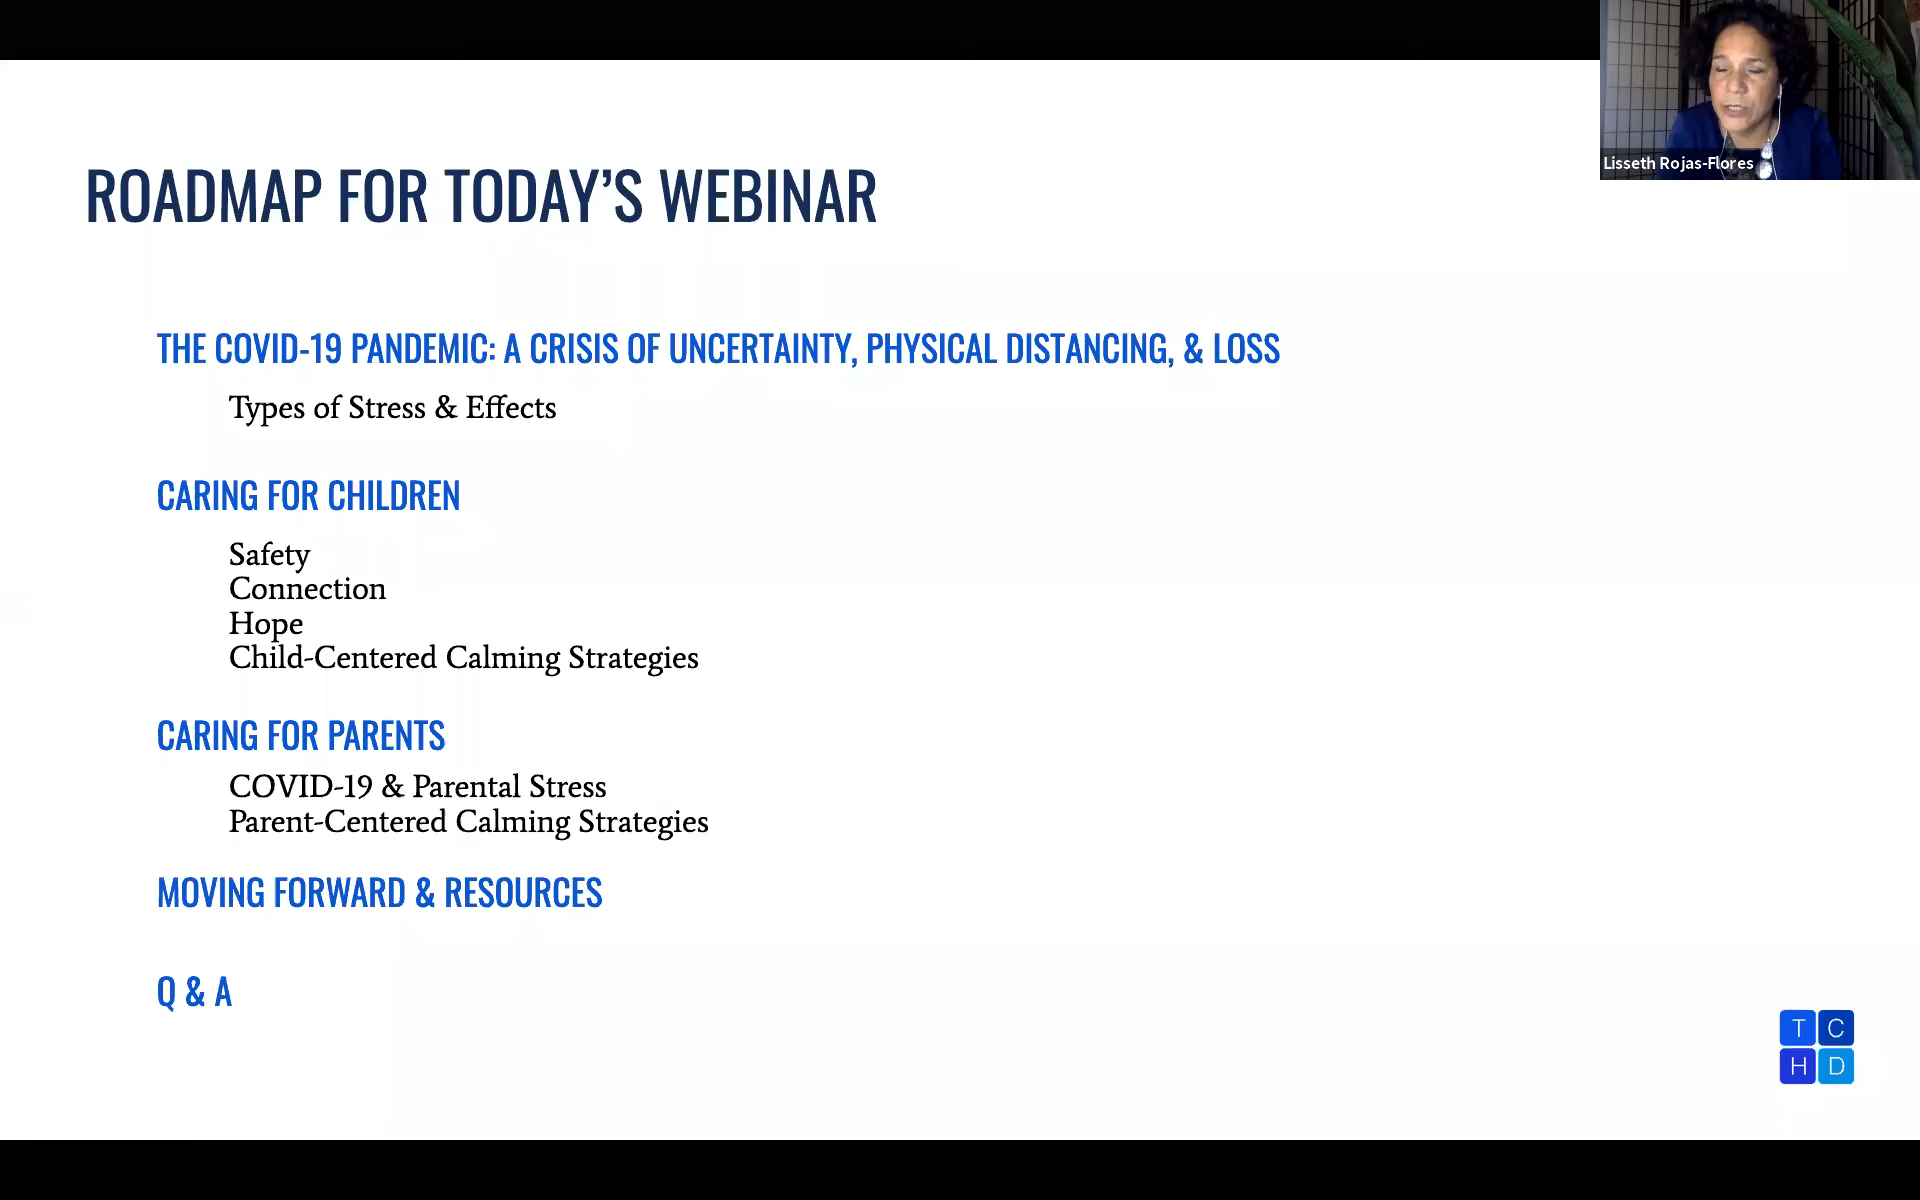 Lisseth Rojas-Flores
ROADMAP FOR TODAY’S WEBINAR
THE COVID-19 PANDEMIC: A CRISIS OF UNCERTAINTY, PHYSICAL DISTANCING, & LOSS
Types of Stress & Effects
CARING FOR CHILDREN
Safety
Connection
Hope
Child-Centered Calming Strategies
CARING FOR PARENTS
COVID-19 & Parental Stress
Parent-Centered Calming Strategies
MOVING FORWARD & RESOURCES
Q & A
T C
H D